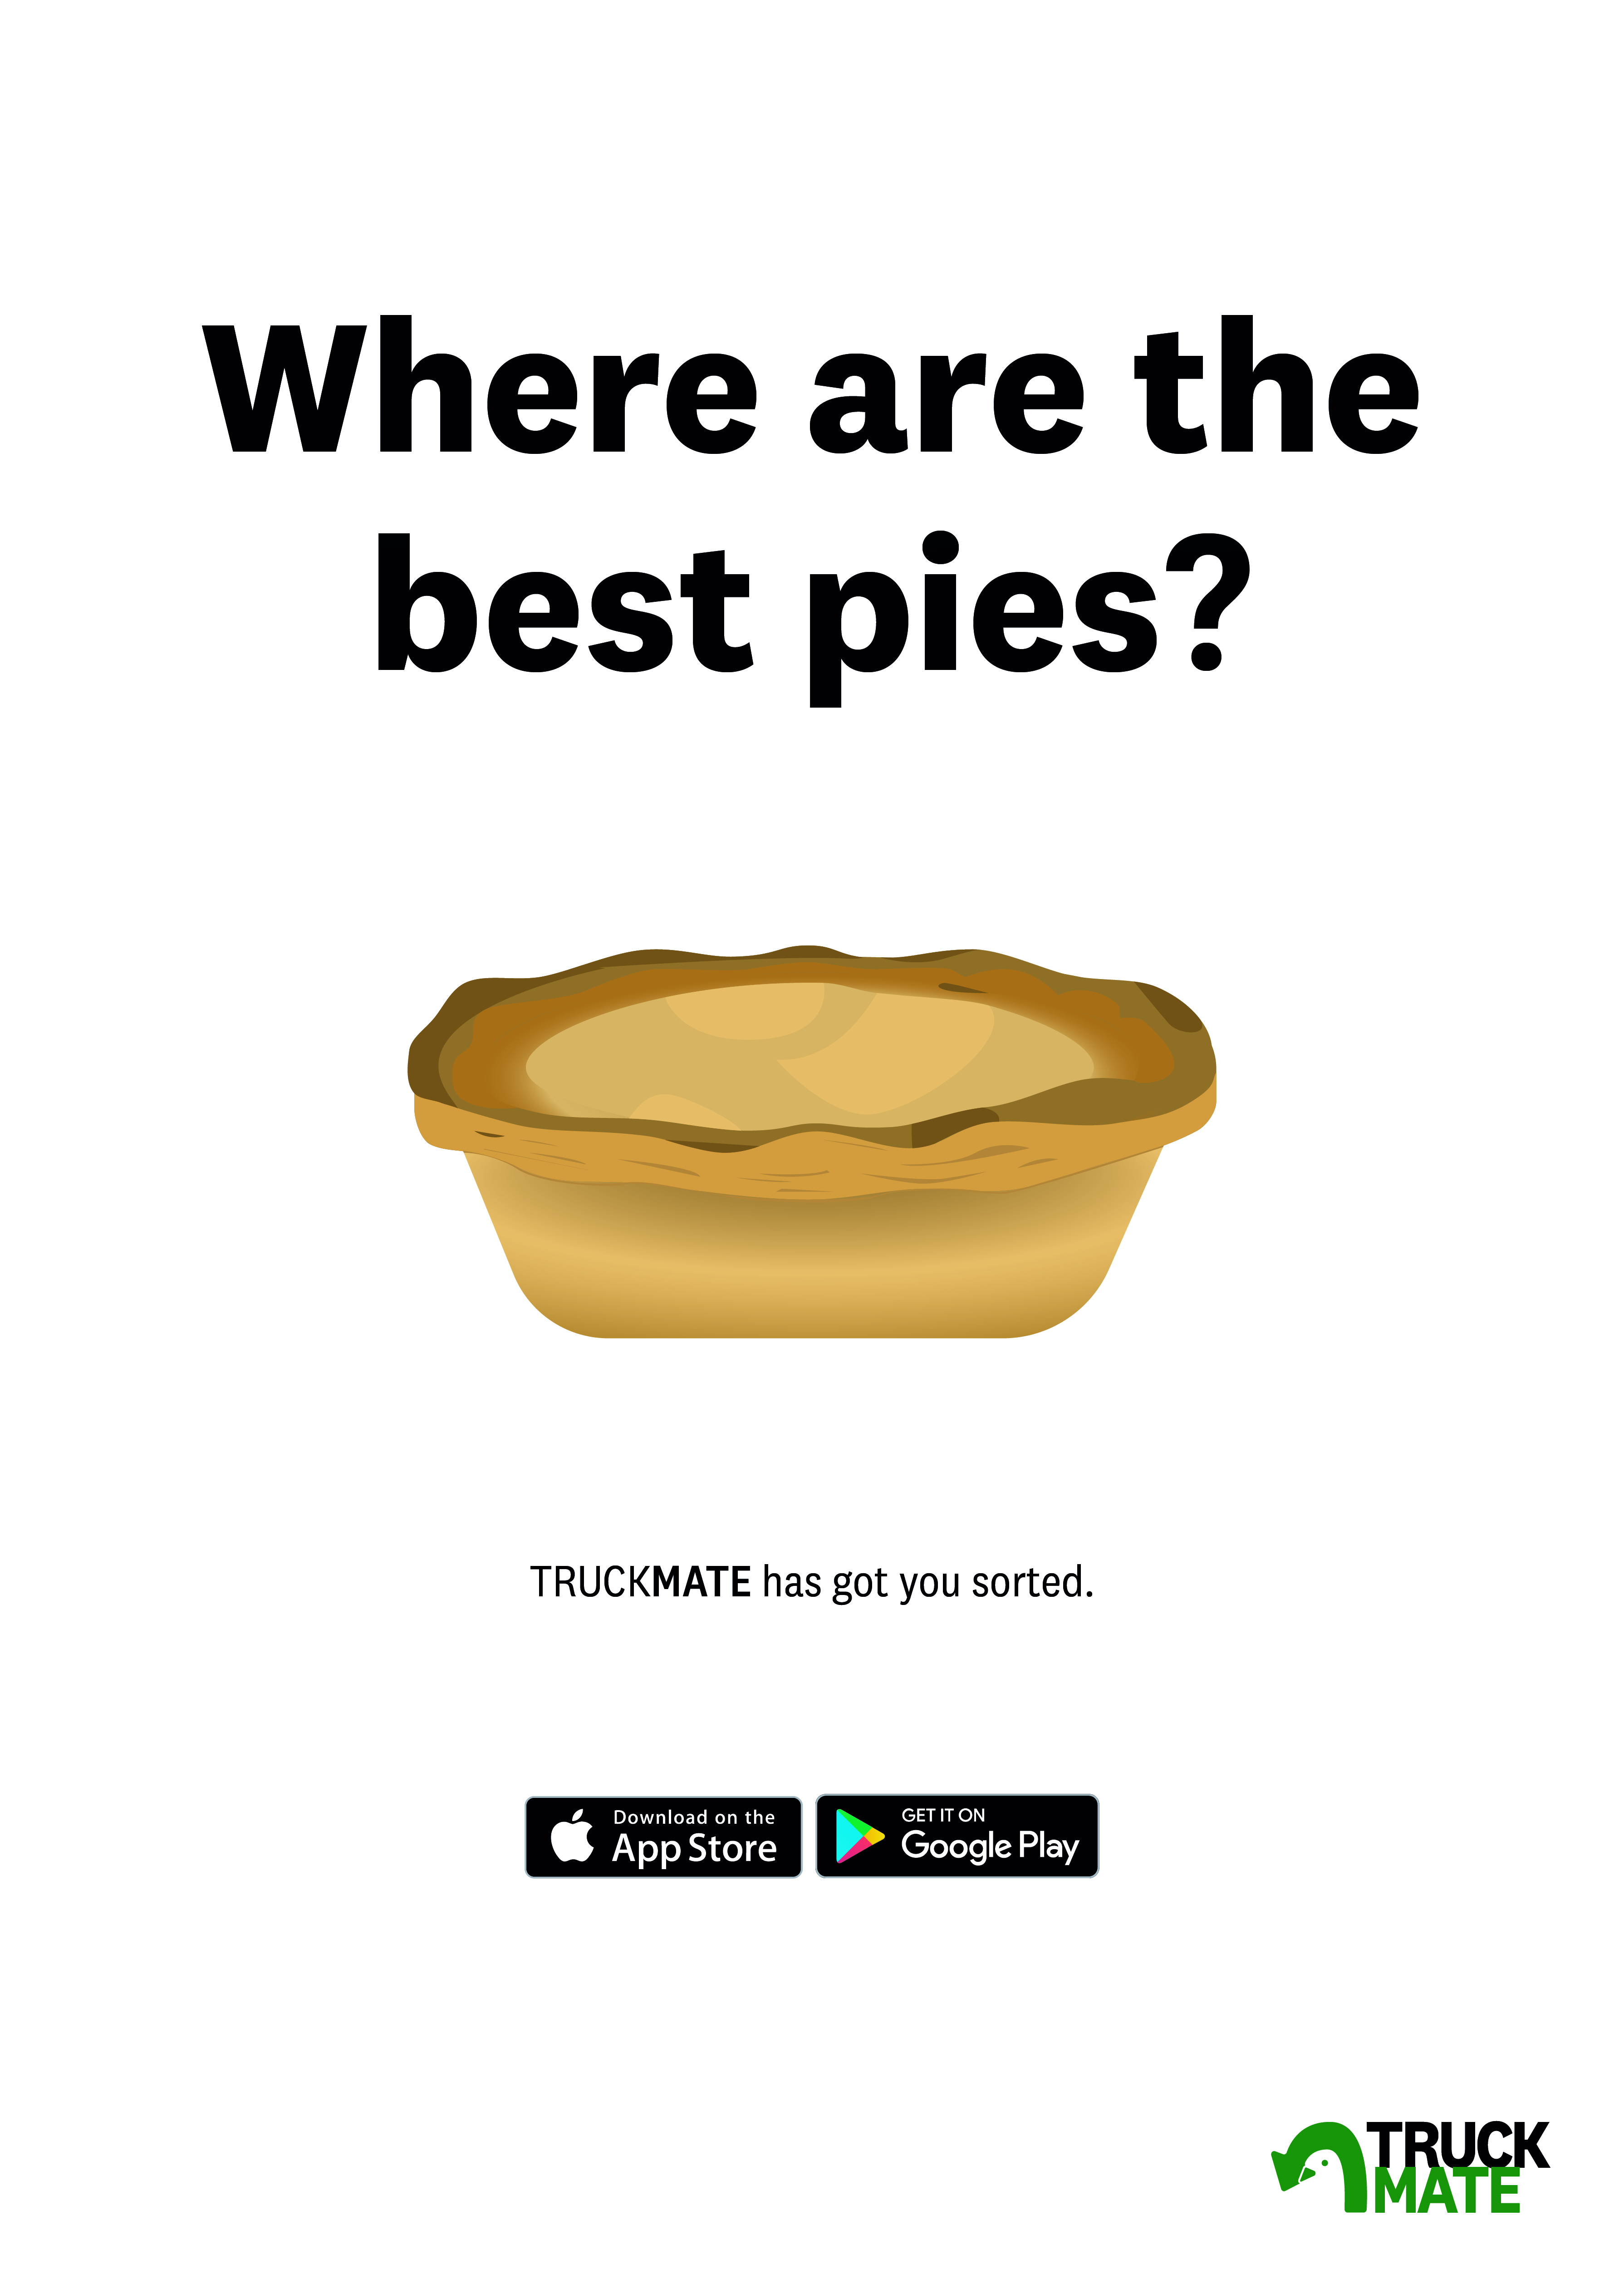 Where are the
best pies?
TRUCKMATE has got you sorted.
Download on the
App Store
GET IT ON
Google Play
TRUCK
MATE